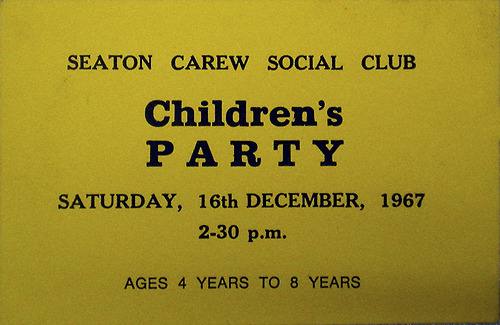 SEATON CAREW SOCIAL CLUB
Children's
PARTY
SATURDAY, 16th DECEMBER, 1967
2-30 p.m.
AGES 4 YEARS TO 8 YEARS